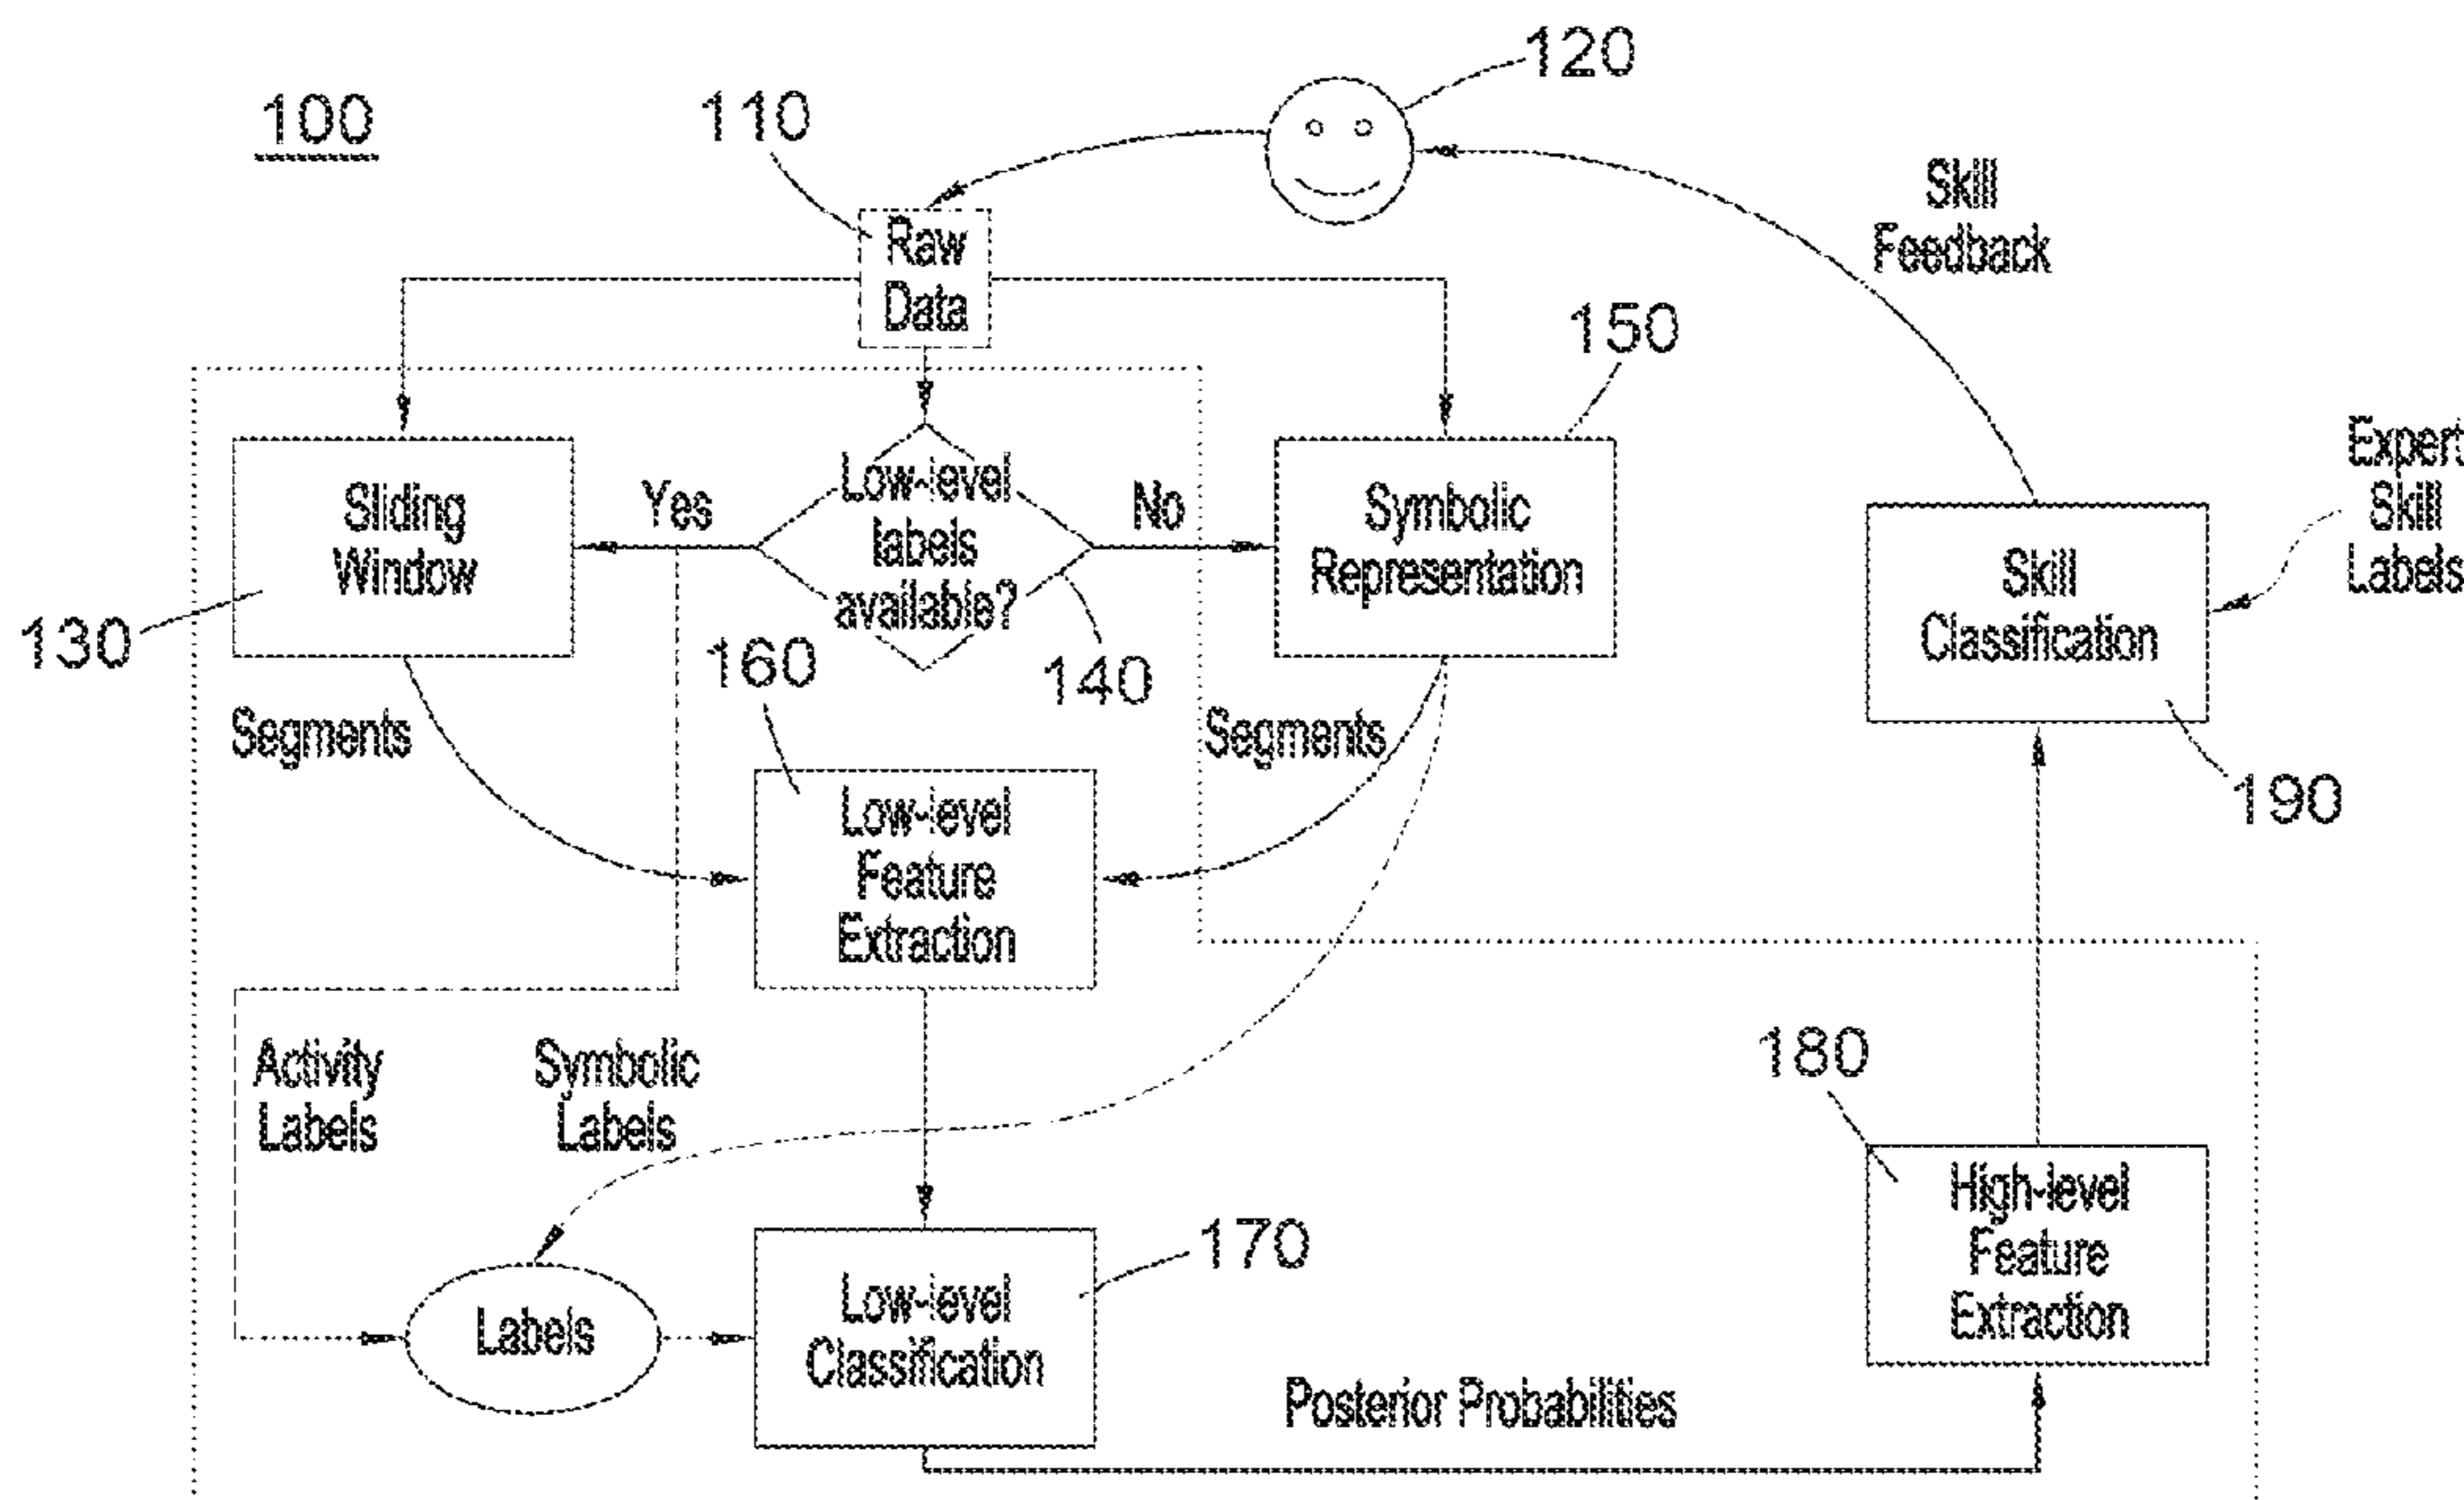 120
100
110
Raw
Data
Skill
Feedback
150
Sliding
Window
Yes
Low-level
labels
available?
No
Symbolic
Representation
Expert
Skill
Labels
Skill
Classification
130
160
140
Segments
Segments
190
Low-level
Feature
Extraction
Activity
Labels
Symbolic
Labels
180
High-level
Feature
Extraction
170
Labels
Low-level
Classification
Posterior Probabilities